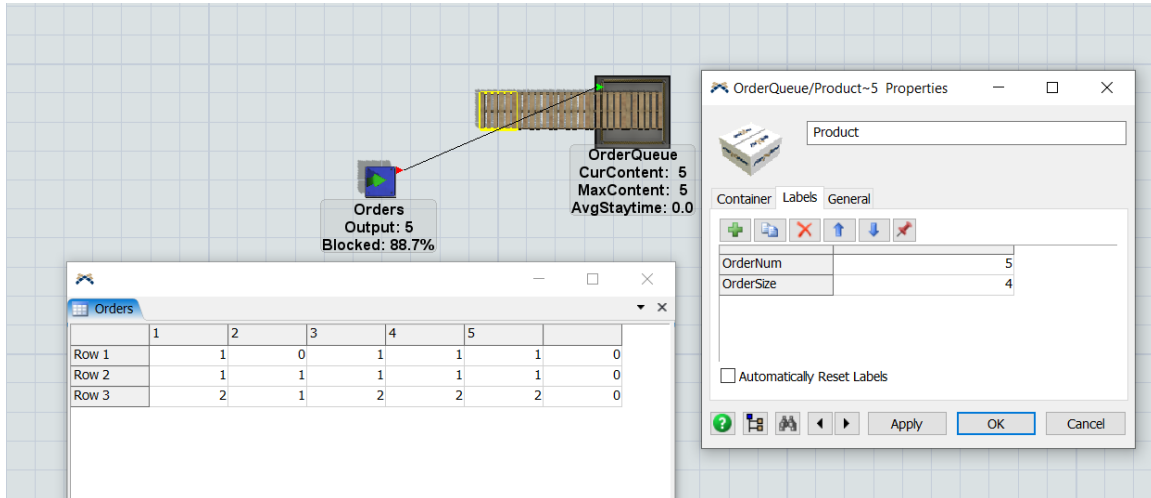 OrderQueue
CurContent: 5
MaxContent: 5
AvgStaytime: 0.0
Orders
Output: 5
Blocked: 88.7%
Orders
1 2 3 4 5
Row 1 1 0 1 1 1 0
Row 2 1 1 1 1 1 0
Row 3 2 1 2 2 2 0
OrderQueue/Product~5 Properties
Product
Container Labels General
OrderNum 5
OrderSize 4
Automatically Reset Labels
Apply OK Cancel